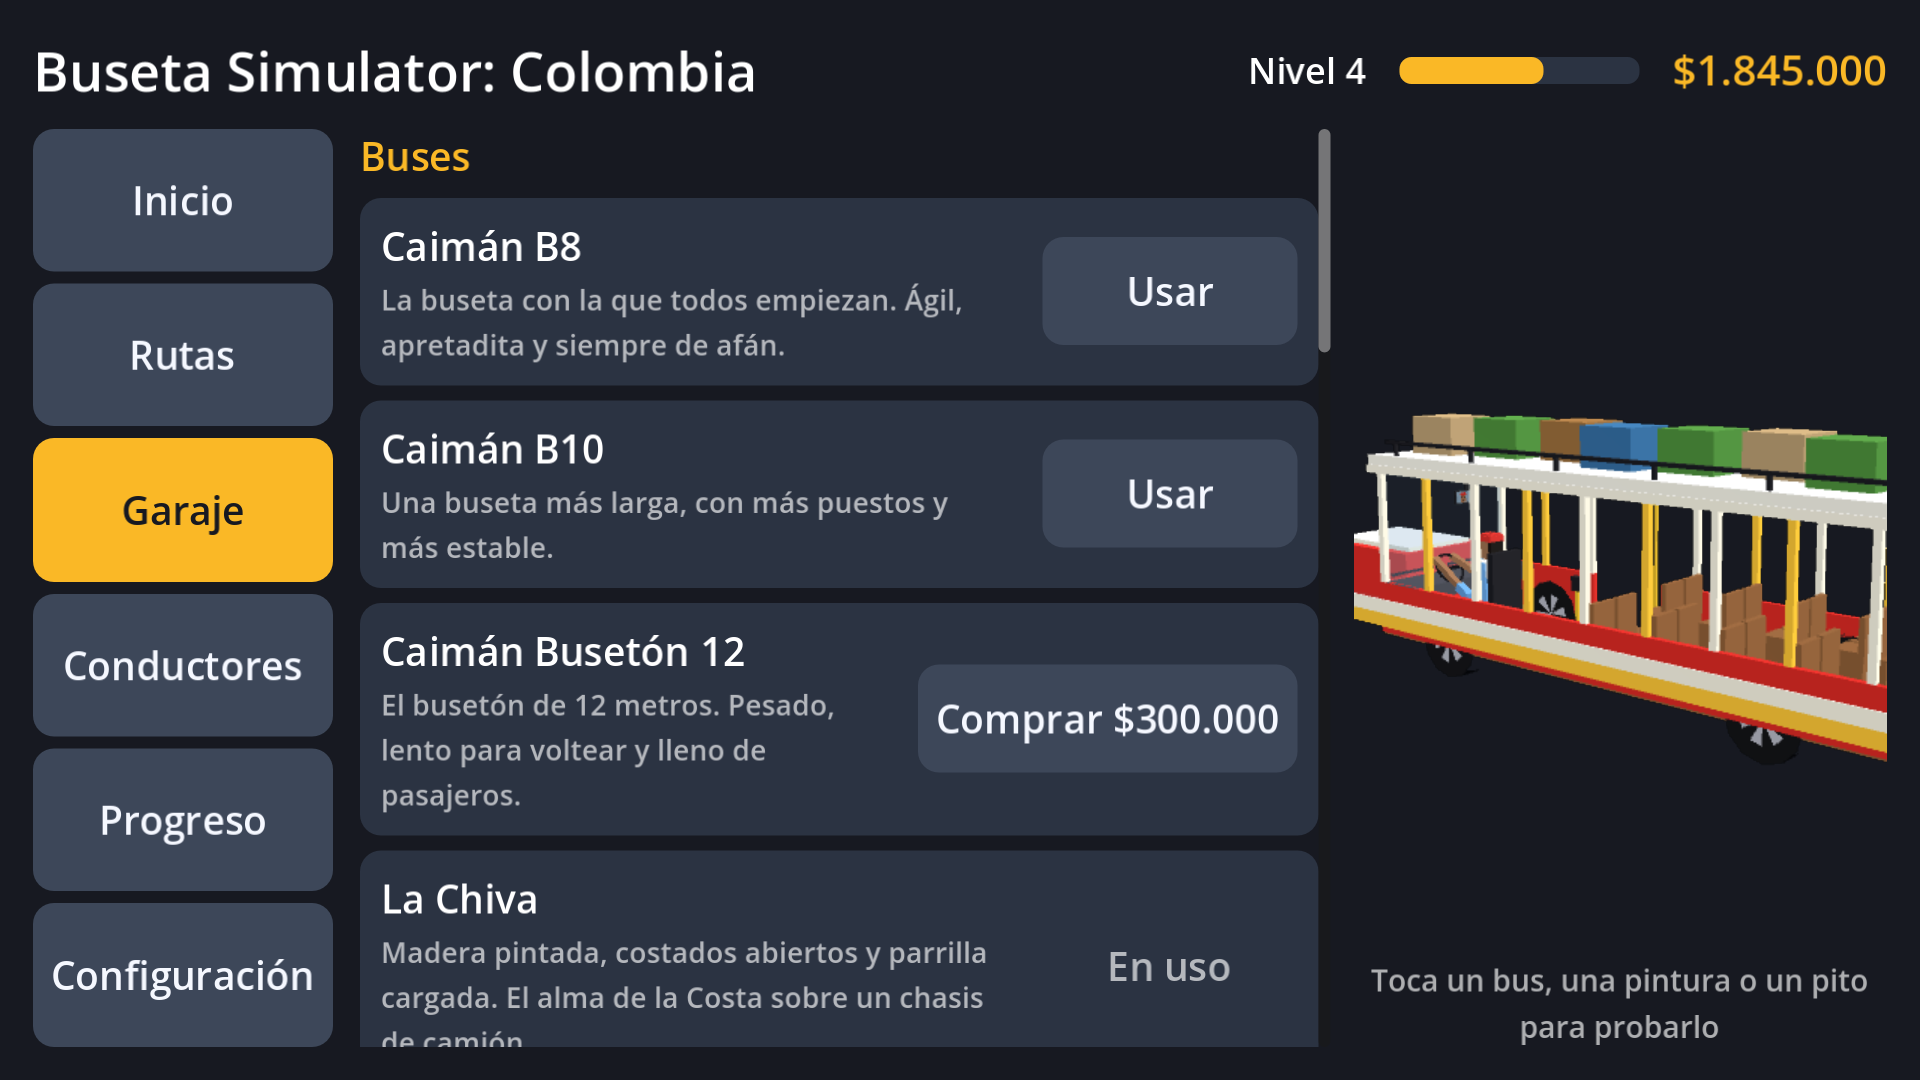 Buseta Simulator: Colombia
Nivel 4
$1.845.000
Inicio
Rutas
Garaje
Conductores
Progreso
Configuración
Buses
Caimán B8
La buseta con la que todos empiezan. Ágil,
apretadita y siempre de afán.
Usar
Caimán B10
Una buseta más larga, con más puestos y
más estable.
Usar
Caimán Busetón 12
El busetón de 12 metros. Pesado,
lento para voltear y lleno de
pasajeros.
Comprar $300.000
La Chiva
Madera pintada, costados abiertos y parrilla
cargada. El alma de la Costa sobre un chasis
de camión.
En uso
Toca un bus, una pintura o un pito
para probarlo